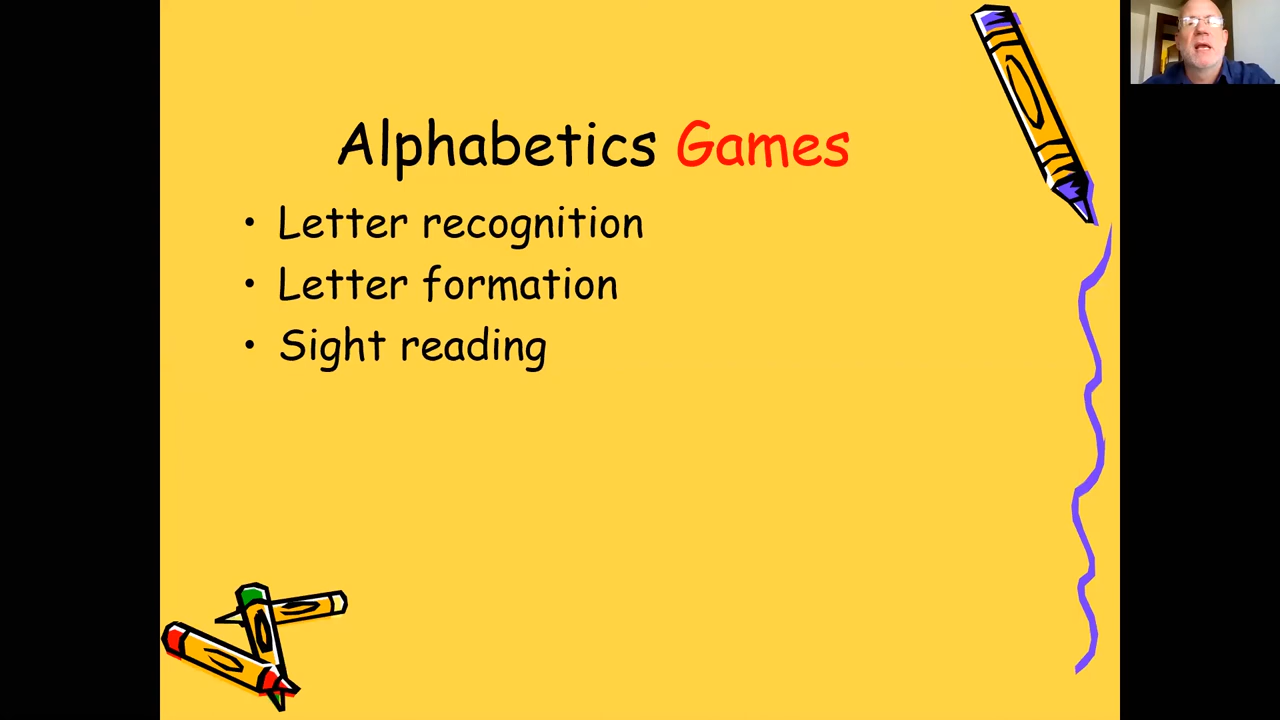 Alphabetics Games
• Letter recognition
• Letter formation
• Sight reading